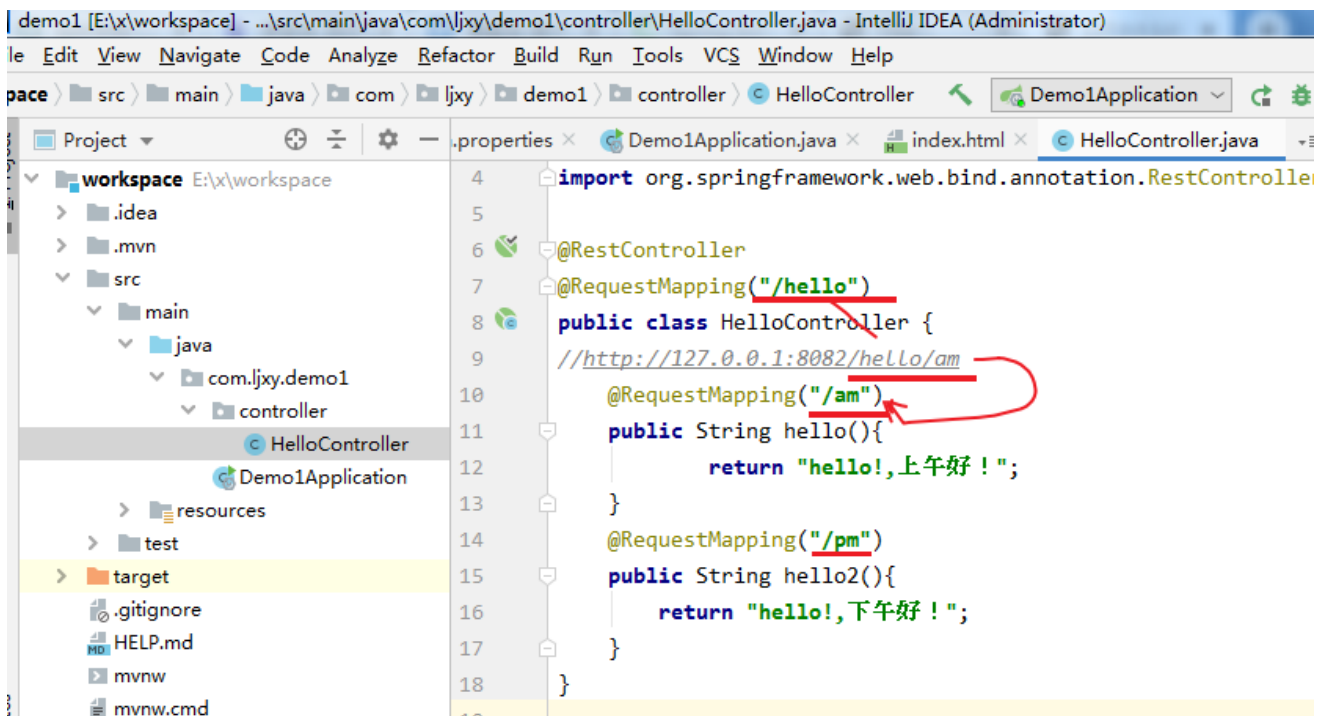 demo1 [E:\x\workspace] - ...\src\main\java\com\ljxy\demo1\controller\HelloController.java - IntelliJ IDEA (Administrator)
le Edit View Navigate Code Analyze Refactor Build Run Tools VCS Window Help
pace src main java com ljxy demo1 controller HelloController Demo1Application
Project .properties Demo1Application.java index.html HelloController.java
workspace E:\x\workspace
.idea
.mvn
src
main
java
com.ljxy.demo1
controller
HelloController
Demo1Application
resources
test
target
.gitignore
HELP.md
mvnw
mvnw.cmd
4 import org.springframework.web.bind.annotation.RestController
5
6 @RestController
7 @RequestMapping("/hello")
8 public class HelloController {
9 //http://127.0.0.1:8082/hello/am
10 @RequestMapping("/am")
11 public String hello(){
12 return "hello!,上午好！";
13 }
14 @RequestMapping("/pm")
15 public String hello2(){
16 return "hello!,下午好！";
17 }
18 }